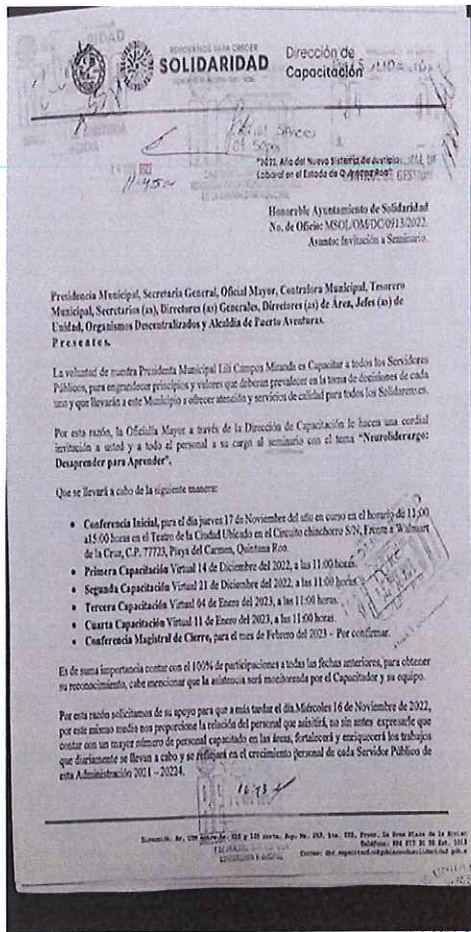 RENOVARNOS PARA CRECER
SOLIDARIDAD
Dirección de
Capacitación
"2022, Año del Nuevo Sistema de Justicia
Laboral en el Estado de Quintana Roo"
Honorable Ayuntamiento de Solidaridad
No. de Oficio: MSOL/OM/DC/0913/2022.
Asunto: Invitación a Seminario.
Presidencia Municipal, Secretaria General, Oficial Mayor, Contralora Municipal, Tesorero
Municipal, Secretarios (as), Directores (as) Generales, Directores (as) de Área, Jefes (as) de
Unidad, Organismos Descentralizados y Alcaldía de Puerto Aventuras.
P r e s e n t e s.
La voluntad de nuestra Presidenta Municipal Lili Campos Miranda es Capacitar a todos los Servidores
Públicos, para engrandecer principios y valores que deberan prevalecer en la toma de decisiones de cada
uno y que llevarán a este Municipio a ofrecer atención y servicios de calidad para todos los Solidarenses.
Por esta razón, la Oficialía Mayor a través de la Dirección de Capacitación le hacen una cordial
invitación a usted y a todo el personal a su cargo al seminario con el tema "Neuroliderazgo:
Desaprender para Aprender".
Que se llevará a cabo de la siguiente manera:
• Conferencia Inicial, para el día jueves 17 de Noviembre del año en curso en el horario de 11:00
a15:00 horas en el Teatro de la Ciudad Ubicado en el Circuito chinchorro S/N, Frente a Walmart
de la Cruz, C.P. 77723, Playa del Carmen, Quintana Roo.
• Primera Capacitación Virtual 14 de Diciembre del 2022, a las 11:00 horas.
• Segunda Capacitación Virtual 21 de Diciembre del 2022, a las 11:00 horas.
• Tercera Capacitación Virtual 04 de Enero del 2023, a las 11:00 horas.
• Cuarta Capacitación Virtual 11 de Enero del 2023, a las 11:00 horas.
• Conferencia Magistral de Cierre, para el mes de Febrero del 2023 - Por confirmar.
Es de suma importancia contar con el 100% de participaciones a todas las fechas anteriores, para obtener
su reconocimiento, cabe mencionar que la asistencia será monitoreada por el Capacitador y su equipo.
Por esta razón solicitamos de su apoyo para que a más tardar el día Miércoles 16 de Noviembre de 2022,
por este mismo medio nos proporcione la relación del personal que asistirá, no sin antes expresarle que
contar con un mayor número de personal capacitado en las áreas, fortalecerá y enriquecerá los trabajos
que diariamente se llevan a cabo y se reflejará en el crecimiento personal de cada Servidor Público de
esta Administración 2021 – 20224.